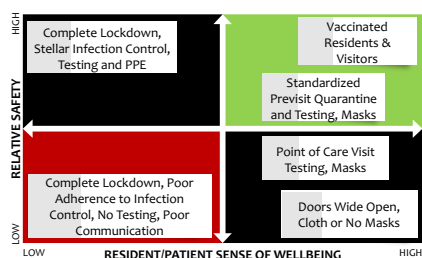 HIGH
Complete Lockdown,
Stellar Infection Control,
Testing and PPE
Vaccinated
Residents &
Visitors
Standardized
Previsit Quarantine
and Testing, Masks
RELATIVE SAFETY
Point of Care Visit
Testing, Masks
Complete Lockdown, Poor
Adherence to Infection
Control, No Testing, Poor
Communication
Doors Wide Open,
Cloth or No Masks
LOW
LOW
RESIDENT/PATIENT SENSE OF WELLBEING
HIGH